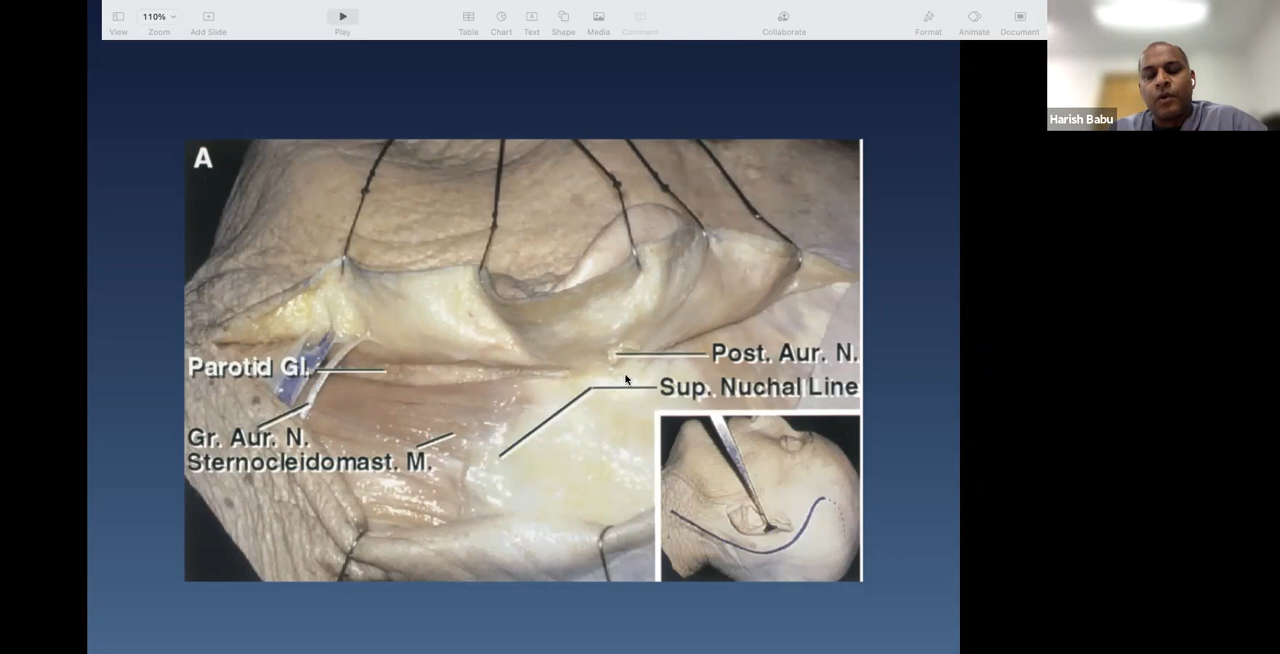 110%
View
Zoom
Add Slide
Play
Table
Chart
Text
Shape
Media
Comment
Collaborate
Format
Animate
Document
Harish Babu
A
Post. Aur. N.
Parotid Gl.
Sup. Nuchal Line
Gr. Aur. N.
Sternocleidomast. M.